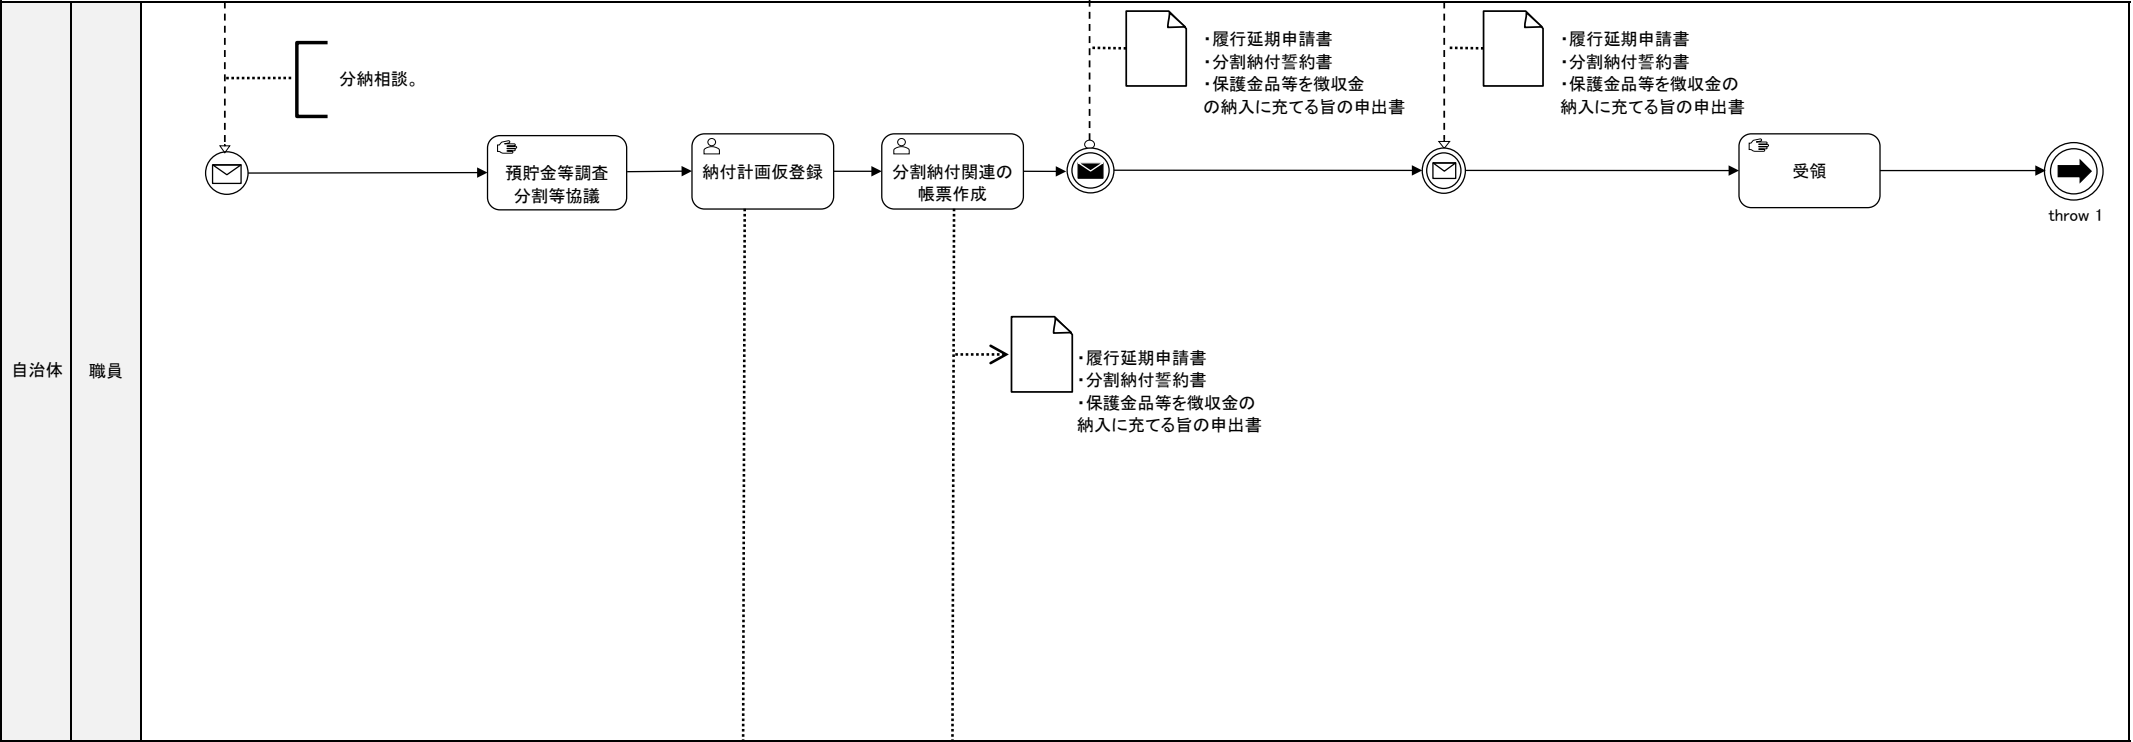 自治体
職員
分納相談。
預貯金等調査
分割等協議
納付計画仮登録
分割納付関連の
帳票作成
・履行延期申請書
・分割納付誓約書
・保護金品等を徴収金の
納入に充てる旨の申出書
・履行延期申請書
・分割納付誓約書
・保護金品等を徴収金
の納入に充てる旨の申出書
・履行延期申請書
・分割納付誓約書
・保護金品等を徴収金の
納入に充てる旨の申出書
受領
throw 1